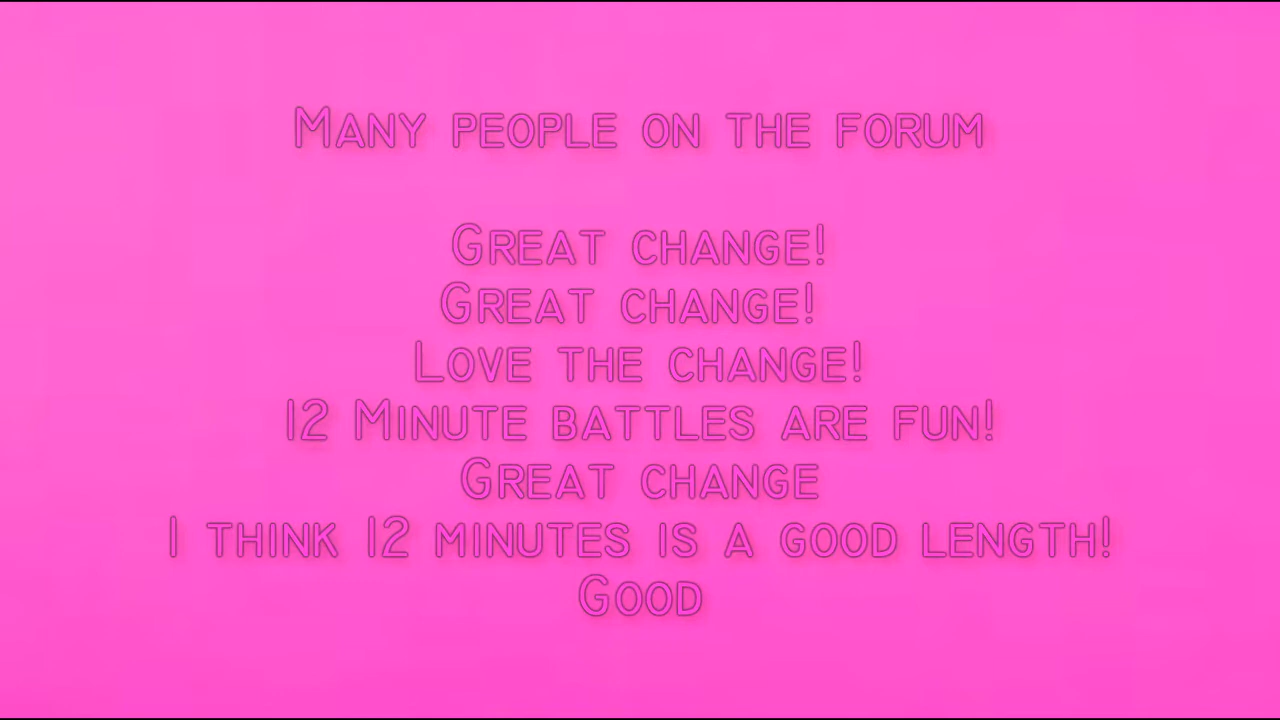 Many people on the forum
Great change!
Great change!
Love the change!
12 Minute battles are fun!
Great change
I think 12 minutes is a good length!
Good